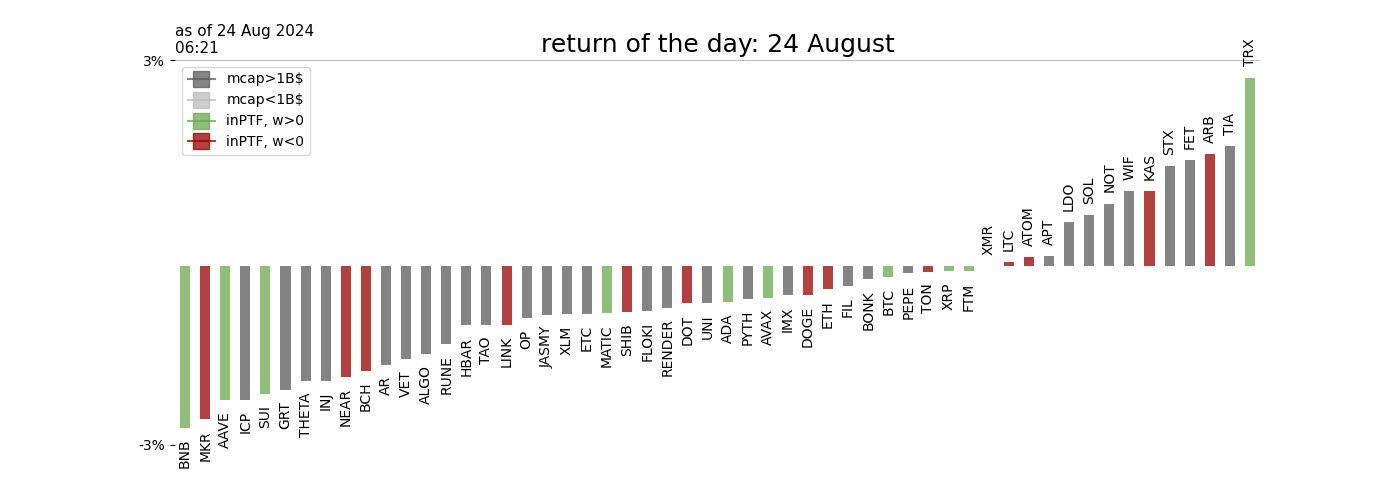 as of 24 Aug 2024
06:21
return of the day: 24 August
3%
-3%
mcap>1B$
mcap<1B$
inPTF, w>0
inPTF, w<0
BNB
MKR
AAVE
ICP
SUI
GRT
THETA
INJ
NEAR
BCH
AR
VET
ALGO
RUNE
HBAR
TAO
LINK
OP
JASMY
XLM
ETC
MATIC
SHIB
FLOKI
RENDER
DOT
UNI
ADA
PYTH
AVAX
IMX
DOGE
ETH
FIL
BONK
BTC
PEPE
TON
XRP
FTM
XMR
LTC
ATOM
APT
LDO
SOL
NOT
WIF
KAS
STX
FET
ARB
TIA
TRX